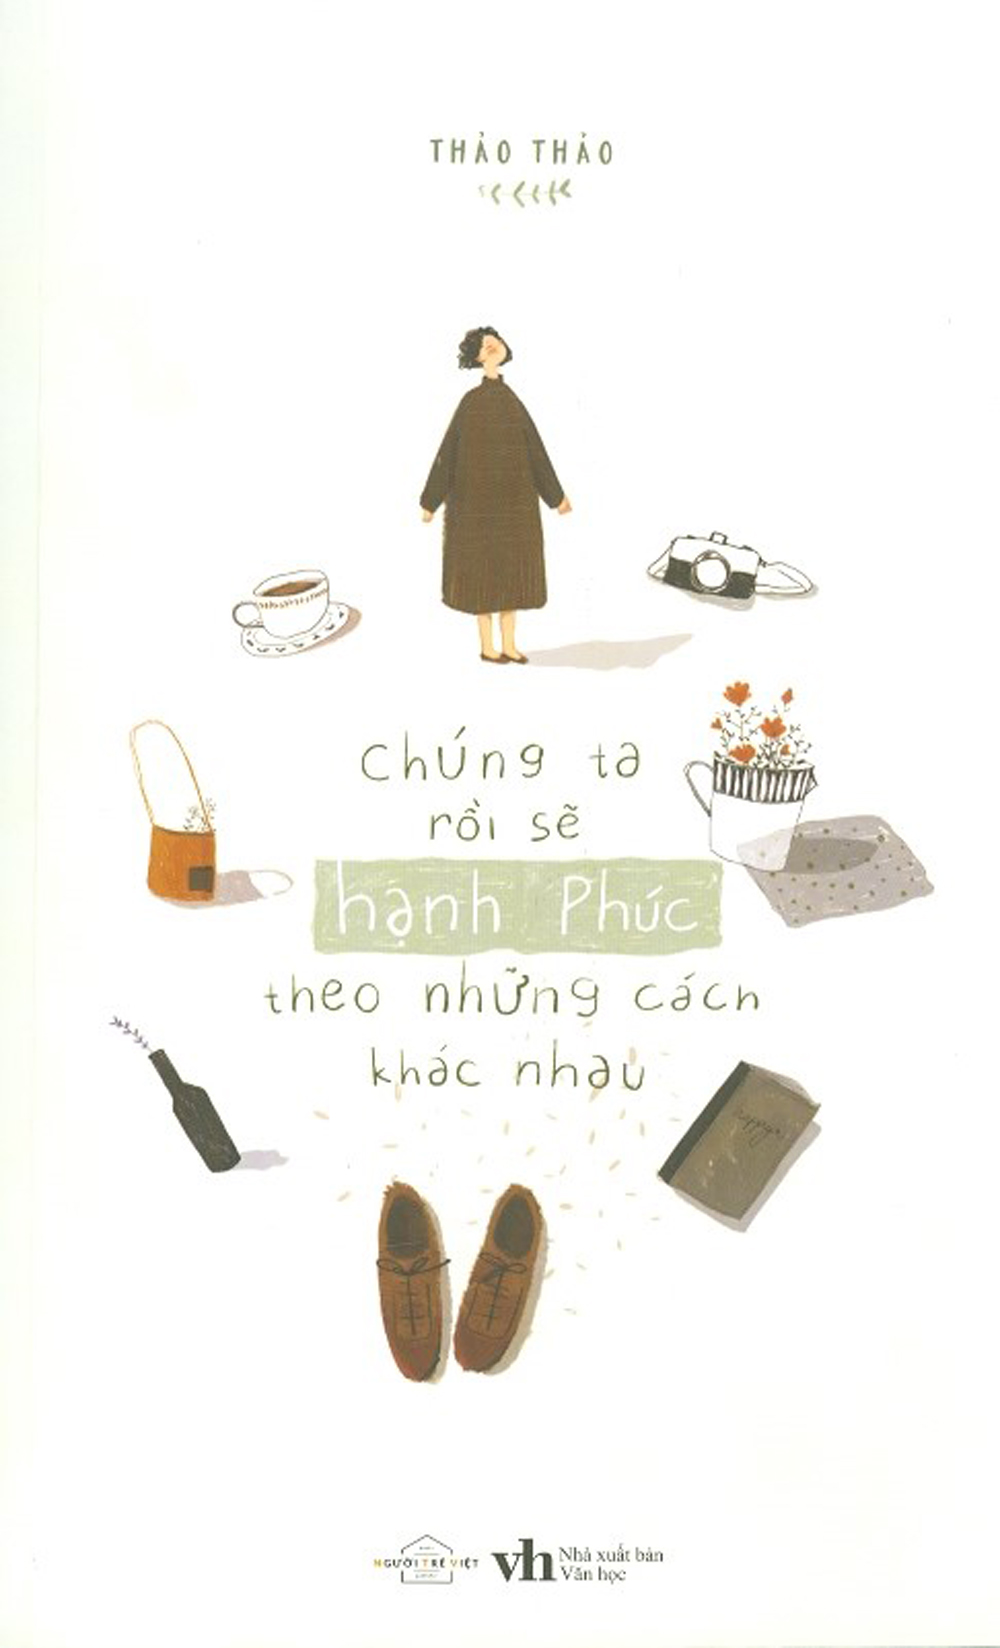 THẢO THẢO
chúng ta
rồi sẽ
hạnh phúc
theo những cách
khác nhau
NGƯỜI TRẺ VIỆT
vh Nhà xuất bản
Văn học